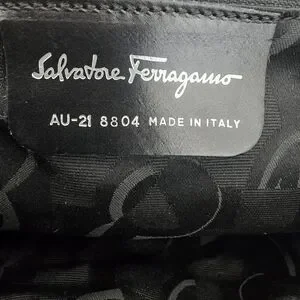 Salvatore Ferragamo
AU-21 8804 MADE IN ITALY